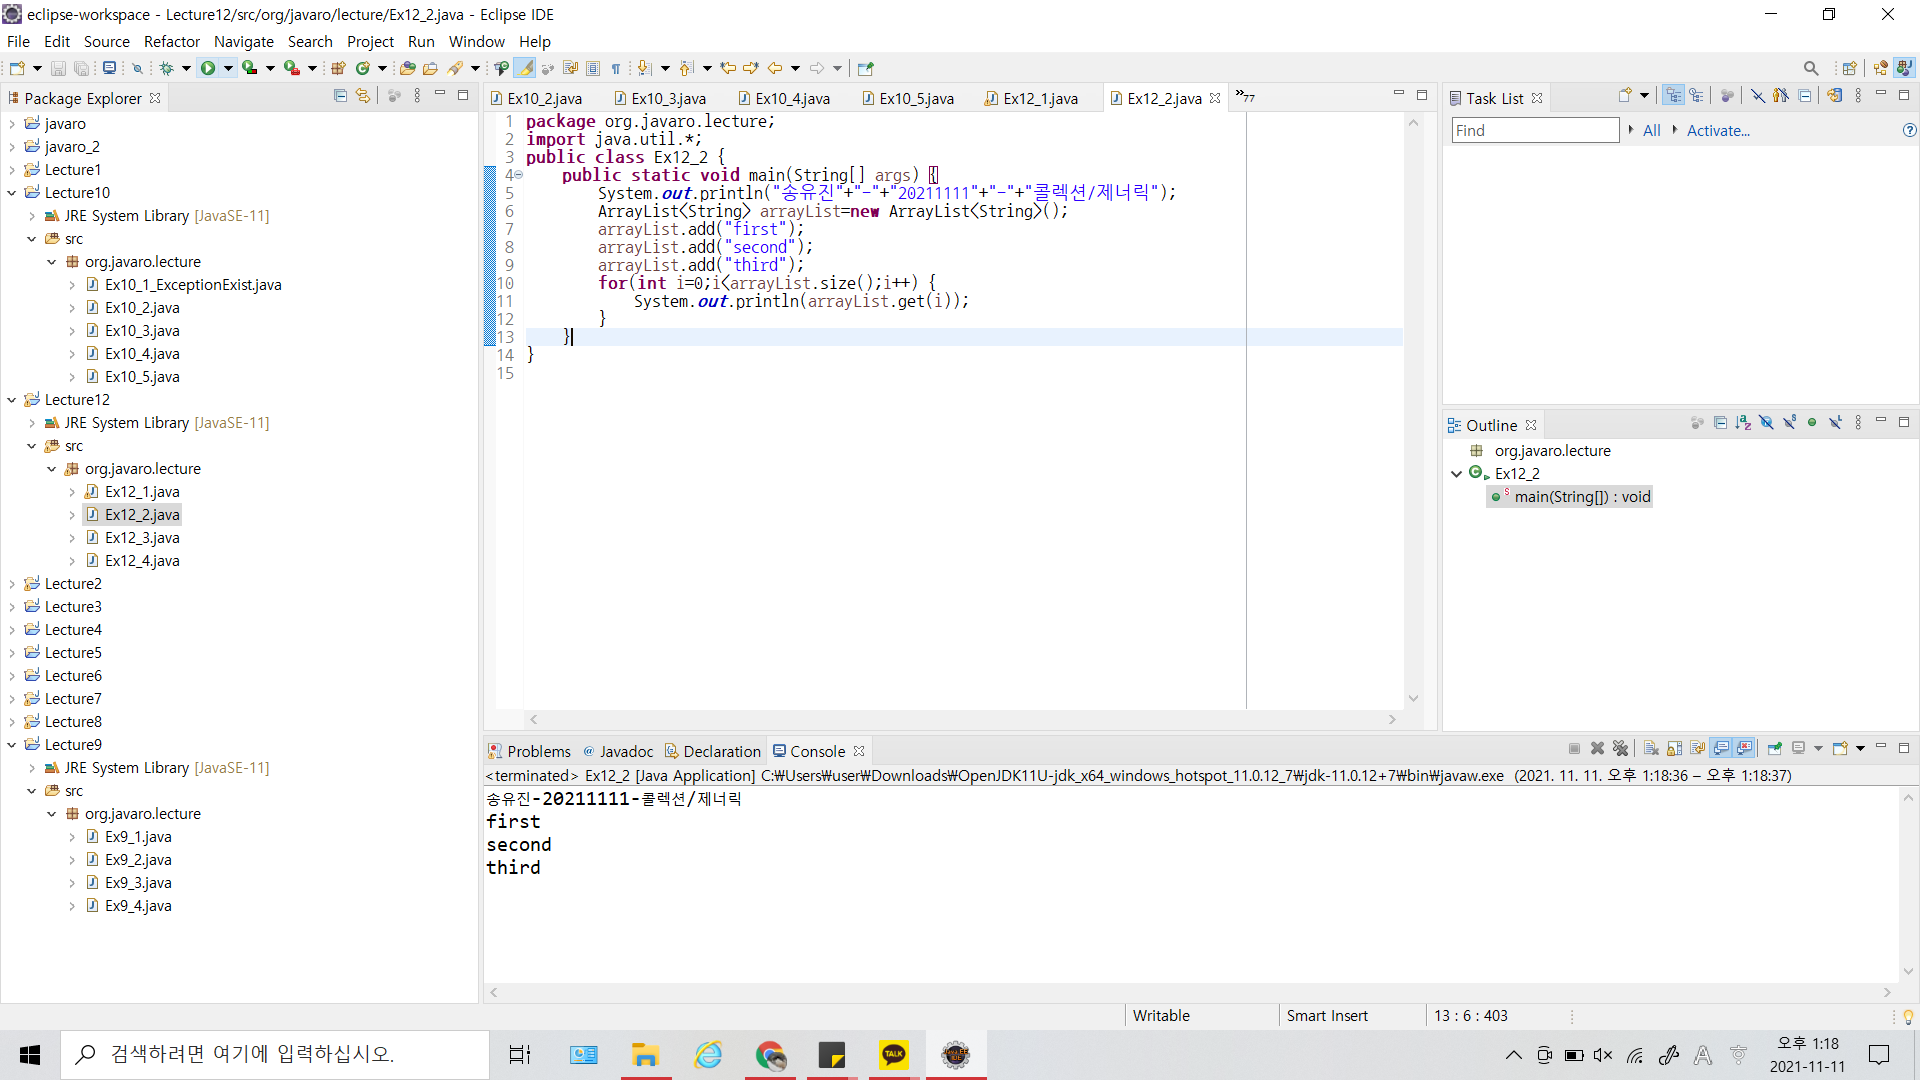 eclipse-workspace - Lecture12/src/org/javaro/lecture/Ex12_2.java - Eclipse IDE
File Edit Source Refactor Navigate Search Project Run Window Help
Package Explorer
javaro
javaro_2
Lecture1
Lecture10
JRE System Library [JavaSE-11]
src
org.javaro.lecture
Ex10_1_ExceptionExist.java
Ex10_2.java
Ex10_3.java
Ex10_4.java
Ex10_5.java
Lecture12
JRE System Library [JavaSE-11]
src
org.javaro.lecture
Ex12_1.java
Ex12_2.java
Ex12_3.java
Ex12_4.java
Lecture2
Lecture3
Lecture4
Lecture5
Lecture6
Lecture7
Lecture8
Lecture9
JRE System Library [JavaSE-11]
src
org.javaro.lecture
Ex9_1.java
Ex9_2.java
Ex9_3.java
Ex9_4.java
Ex10_2.java Ex10_3.java Ex10_4.java Ex10_5.java Ex12_1.java Ex12_2.java »77
1 package org.javaro.lecture;
2 import java.util.*;
3 public class Ex12_2 {
4 public static void main(String[] args) {
5 System.out.println("송유진"+"-"+"20211111"+"-"+"콜렉션/제너릭");
6 ArrayList<String> arrayList=new ArrayList<String>();
7 arrayList.add("first");
8 arrayList.add("second");
9 arrayList.add("third");
10 for(int i=0;i<arrayList.size();i++) {
11 System.out.println(arrayList.get(i));
12 }
13 }
14 }
15
Task List
Find All Activate...
Outline
org.javaro.lecture
Ex12_2
main(String[]) : void
Problems @ Javadoc Declaration Console
<terminated> Ex12_2 [Java Application] C:₩Users₩user₩Downloads₩OpenJDK11U-jdk_x64_windows_hotspot_11.0.12_7₩jdk-11.0.12+7₩bin₩javaw.exe (2021. 11. 11. 오후 1:18:36 – 오후 1:18:37)
송유진-20211111-콜렉션/제너릭
first
second
third
Writable Smart Insert 13 : 6 : 403
검색하려면 여기에 입력하십시오.
TALK
오후 1:18
2021-11-11